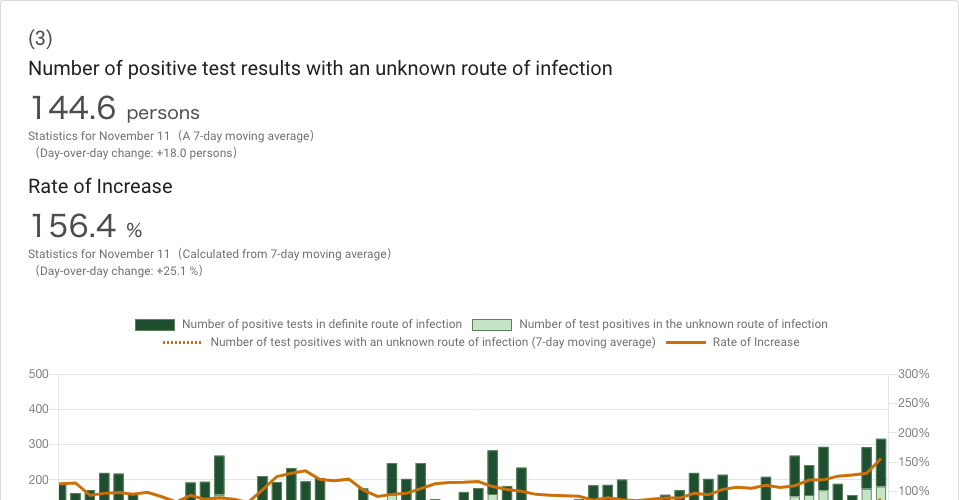 (3)
Number of positive test results with an unknown route of infection
144.6 persons
Statistics for November 11（A 7-day moving average）
（Day-over-day change: +18.0 persons）
Rate of Increase
156.4 %
Statistics for November 11（Calculated from 7-day moving average）
（Day-over-day change: +25.1 %）
Number of positive tests in definite route of infection Number of test positives in the unknown route of infection
Number of test positives with an unknown route of infection (7-day moving average) Rate of Increase
500 300%
250%
400
200%
300
150%
200
100%